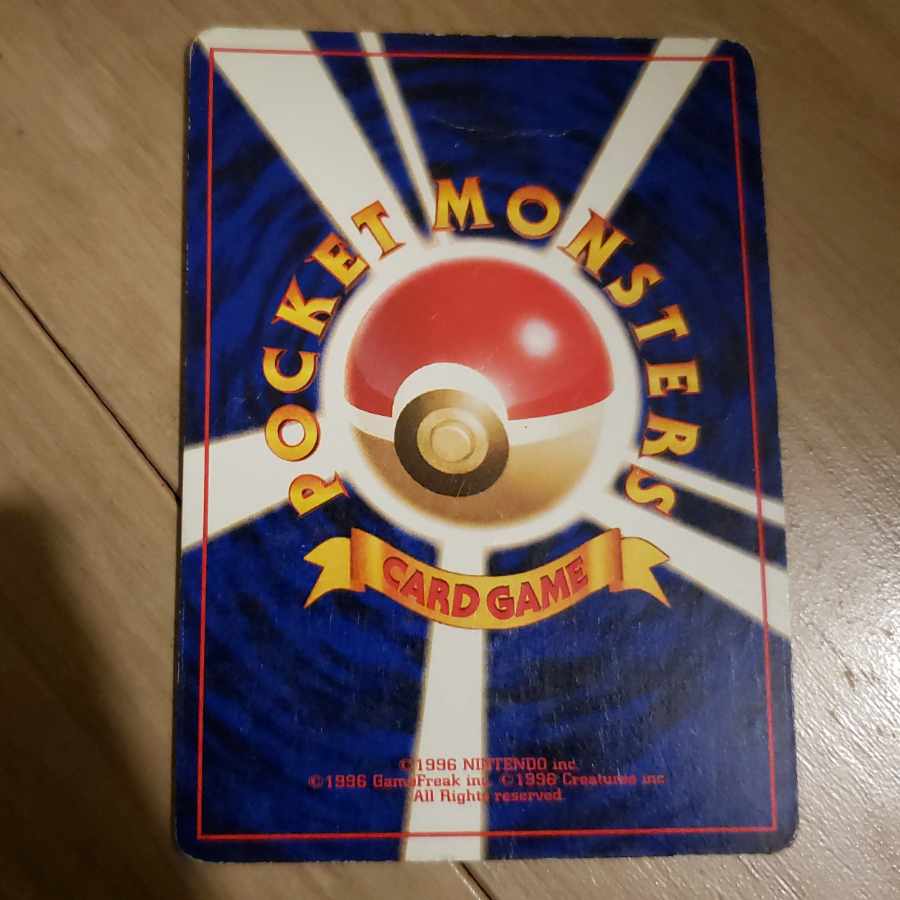 POCKET MONSTERS
CARD GAME
©1996 NINTENDO inc.
©1996 GameFreak inc. ©1996 Creatures inc
All Rights reserved.